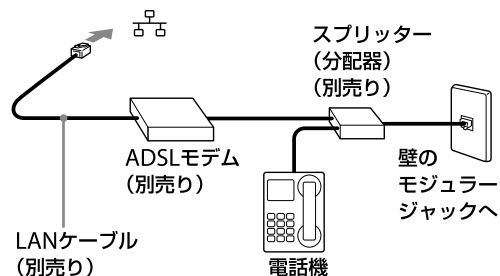 スプリッター
（分配器）
（別売り）
ADSLモデム
（別売り）
壁の
モジュラー
ジャックへ
LANケーブル
（別売り）
電話機